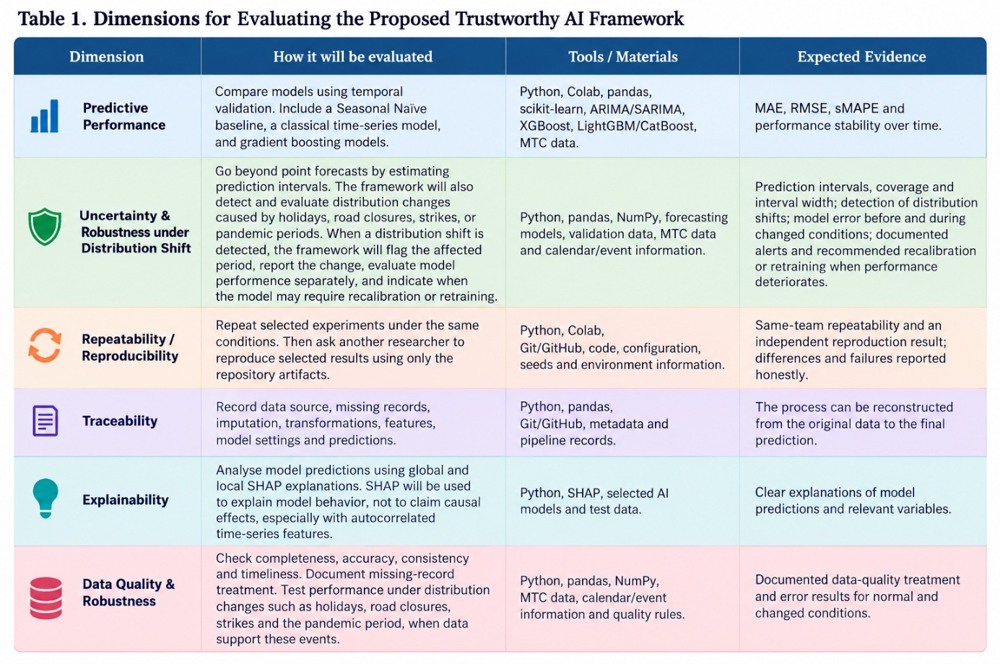 Table 1. Dimensions for Evaluating the Proposed Trustworthy AI Framework
Dimension
How it will be evaluated
Tools / Materials
Expected Evidence
Predictive
Performance
Compare models using temporal
validation. Include a Seasonal Naïve
baseline, a classical time-series model,
and gradient boosting models.
Python, Colab, pandas,
scikit-learn, ARIMA/SARIMA,
XGBoost, LightGBM/CatBoost,
MTC data.
MAE, RMSE, sMAPE and
performance stability over time.
Uncertainty &
Robustness under
Distribution Shift
Go beyond point forecasts by estimating
prediction intervals. The framework will also
detect and evaluate distribution changes
caused by holidays, road closures, strikes, or
pandemic periods. When a distribution shift is
detected, the framework will flag the affected
period, report the change, evaluate model
performence separately, and indicate when
the model may require recalibration or retraining.
Python, pandas, NumPy, forecasting
models, validation data, MTC data
and calendar/event information.
Prediction intervals, coverage and
interval width; detection of distribution
shifts; model error before and during
changed conditions; documented
alerts and recommended recalibration
or retraining when performance
deteriorates.
Repeatability /
Reproducibility
Repeat selected experiments under the same
conditions. Then ask another researcher to
reproduce selected results using only the
repository artifacts.
Python, Colab,
Git/GitHub, code, configuration,
seeds and environment information.
Same-team repeatability and an
independent reproduction result;
differences and failures reported
honestly.
Traceability
Record data source, missing records,
imputation, transformations, features,
model settings and predictions.
Python, pandas,
Git/GitHub, metadata and
pipeline records.
The process can be reconstructed
from the original data to the final
prediction.
Explainability
Analyse model predictions using global and
local SHAP explanations. SHAP will be used
to explain model behavior, not to claim causal
effects, especially with autocorrelated
time-series features.
Python, SHAP, selected AI
models and test data.
Clear explanations of model
predictions and relevant variables.
Data Quality &
Robustness
Check completeness, accuracy, consistency
and timeliness. Document missing-record
treatment. Test performance under distribution
changes such as holidays, road closures,
strikes and the pandemic period, when data
support these events.
Python, pandas, NumPy,
MTC data, calendar/event
information and quality rules.
Documented data-quality treatment
and error results for normal and
changed conditions.